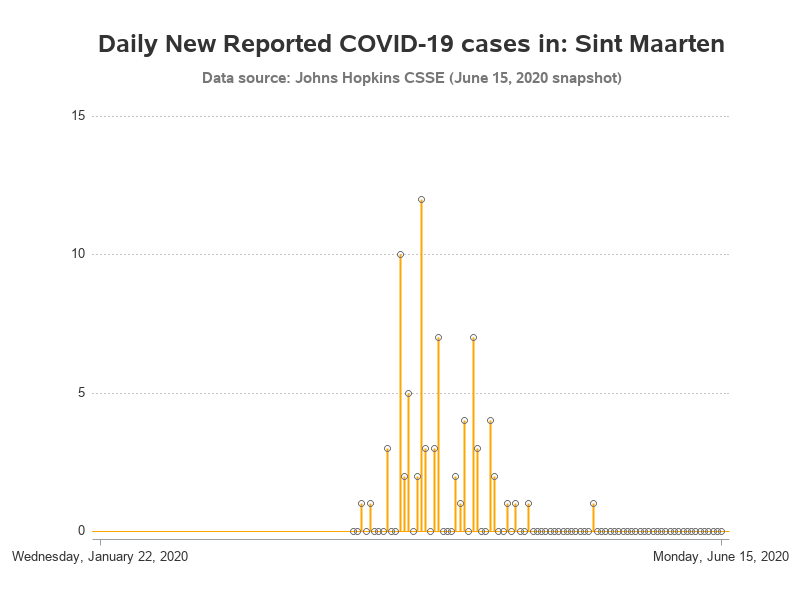 Daily New Reported COVID-19 cases in: Sint Maarten
Data source: Johns Hopkins CSSE (June 15, 2020 snapshot)
15
10
5
0
Wednesday, January 22, 2020
Monday, June 15, 2020